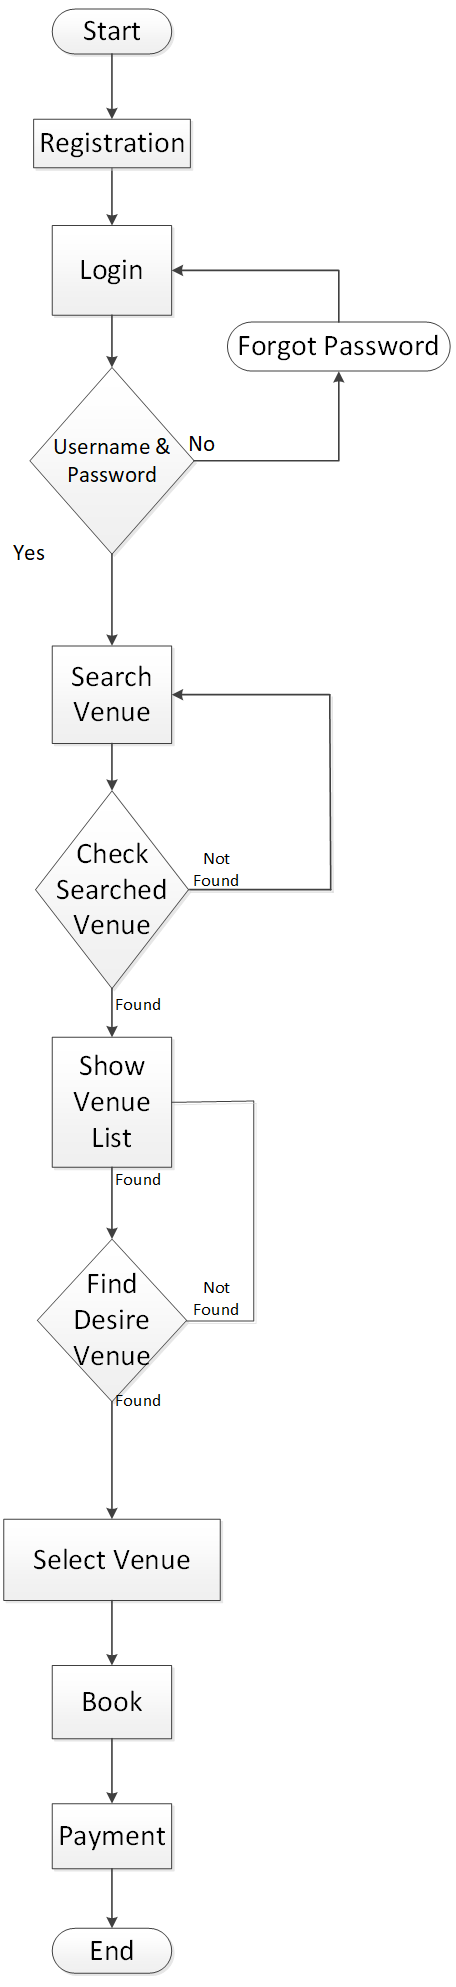 Start
Registration
Login
Forgot Password
Username &
Password
No
Yes
Search
Venue
Check
Searched
Venue
Not
Found
Found
Show
Venue
List
Found
Find
Desire
Venue
Not
Found
Found
Select Venue
Book
Payment
End